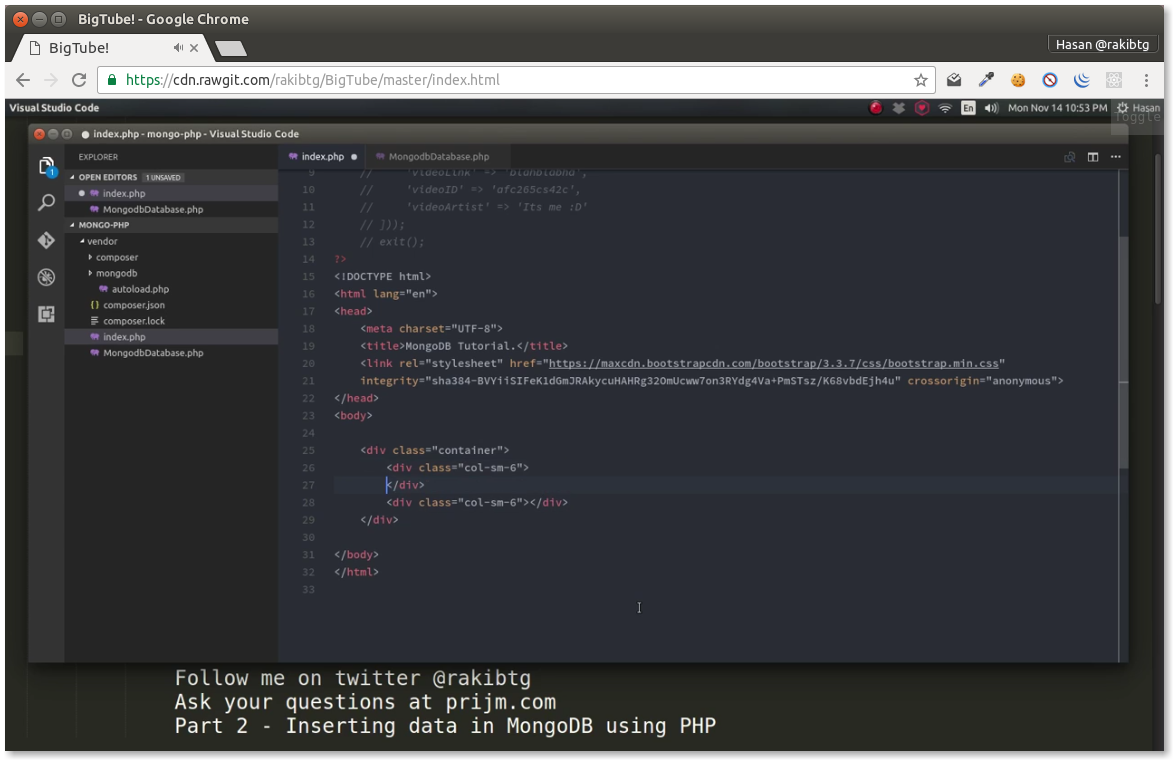 BigTube! - Google Chrome
BigTube!
Hasan @rakibtg
https://cdn.rawgit.com/rakibtg/BigTube/master/index.html
Visual Studio Code
En
Mon Nov 14 10:53 PM
Hasan
Toggle
index.php - mongo-php - Visual Studio Code
EXPLORER
OPEN EDITORS 1 UNSAVED
index.php
MongodbDatabase.php
MONGO-PHP
vendor
composer
mongodb
autoload.php
{} composer.json
composer.lock
index.php
MongodbDatabase.php
1
index.php
MongodbDatabase.php
9 // 'videoLink' => 'blahblabha',
10 // 'videoID' => 'afc265cs42c',
11 // 'videoArtist' => 'Its me :D'
12 // ]));
13 // exit();
14 ?>
15 <!DOCTYPE html>
16 <html lang="en">
17 <head>
18 <meta charset="UTF-8">
19 <title>MongoDB Tutorial.</title>
20 <link rel="stylesheet" href="https://maxcdn.bootstrapcdn.com/bootstrap/3.3.7/css/bootstrap.min.css"
21 integrity="sha384-BVYiiSIFeK1dGmJRAkycuHAHRg32OmUcww7on3RYdg4Va+PmSTsz/K68vbdEjh4u" crossorigin="anonymous">
22 </head>
23 <body>
24
25 <div class="container">
26 <div class="col-sm-6">
27 </div>
28 <div class="col-sm-6"></div>
29 </div>
30
31 </body>
32 </html>
33
Follow me on twitter @rakibtg
Ask your questions at prijm.com
Part 2 - Inserting data in MongoDB using PHP